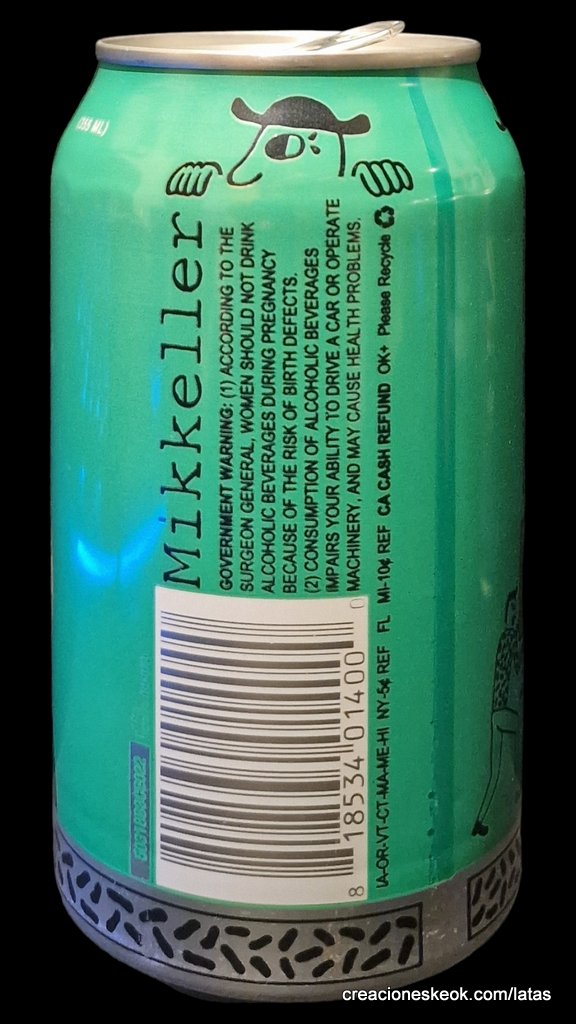 (355 ML)
Mikkeller
GOVERNMENT WARNING: (1) ACCORDING TO THE
SURGEON GENERAL, WOMEN SHOULD NOT DRINK
ALCOHOLIC BEVERAGES DURING PREGNANCY
BECAUSE OF THE RISK OF BIRTH DEFECTS.
(2) CONSUMPTION OF ALCOHOLIC BEVERAGES
IMPAIRS YOUR ABILITY TO DRIVE A CAR OR OPERATE
MACHINERY, AND MAY CAUSE HEALTH PROBLEMS.
IA-OR-VT-CT-MA-ME-HI NY-5¢ REF FL MI-10¢ REF CA CASH REFUND OK+ Please Recycle
8 18534 01400 0
creacioneskeok.com/latas